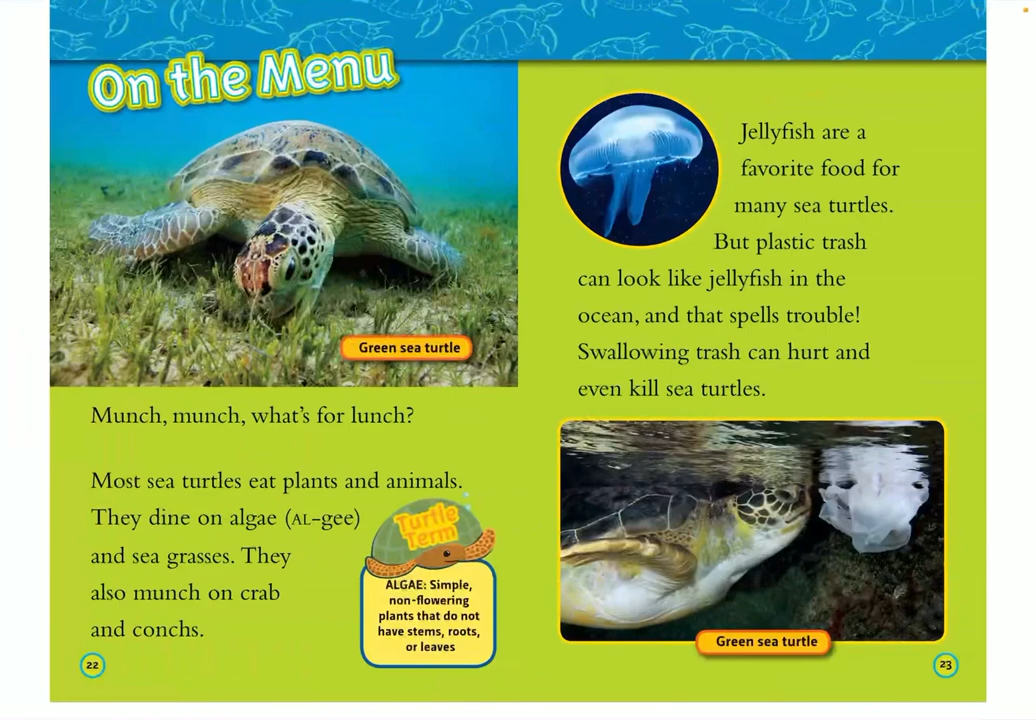 On the Menu
Green sea turtle
Munch, munch, what's for lunch?
Most sea turtles eat plants and animals.
They dine on algae (AL-gee)
and sea grasses. They
also munch on crab
and conchs.
Turtle
Term
ALGAE: Simple,
non-flowering
plants that do not
have stems, roots,
or leaves
22
Jellyfish are a
favorite food for
many sea turtles.
But plastic trash
can look like jellyfish in the
ocean, and that spells trouble!
Swallowing trash can hurt and
even kill sea turtles.
Green sea turtle
23